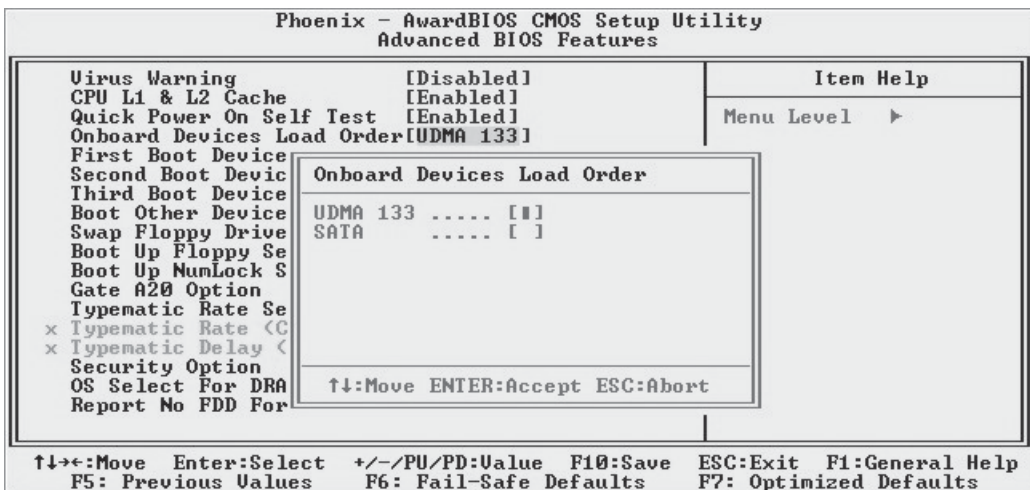 Phoenix - AwardBIOS CMOS Setup Utility
Advanced BIOS Features
Virus Warning [Disabled]
CPU L1 & L2 Cache [Enabled]
Quick Power On Self Test [Enabled]
Onboard Devices Load Order[UDMA 133]
First Boot Device
Second Boot Devic
Third Boot Device
Boot Other Device
Swap Floppy Drive
Boot Up Floppy Se
Boot Up NumLock S
Gate A20 Option
Typematic Rate Se
x Typematic Rate (C
x Typematic Delay (
Security Option
OS Select For DRA
Report No FDD For
Onboard Devices Load Order
UDMA 133 ..... [▮]
SATA ..... [ ]
↑↓:Move ENTER:Accept ESC:Abort
Item Help
Menu Level ►
↑↓→←:Move Enter:Select +/-/PU/PD:Value F10:Save ESC:Exit F1:General Help
F5: Previous Values F6: Fail-Safe Defaults F7: Optimized Defaults